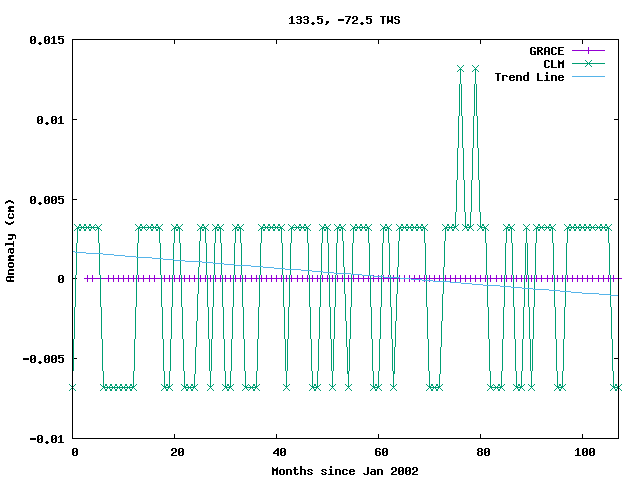 133.5, -72.5 TWS
GRACE
CLM
Trend Line
0.015
0.01
0.005
0
-0.005
-0.01
Anomaly (cm)
0 20 40 60 80 100
Months since Jan 2002